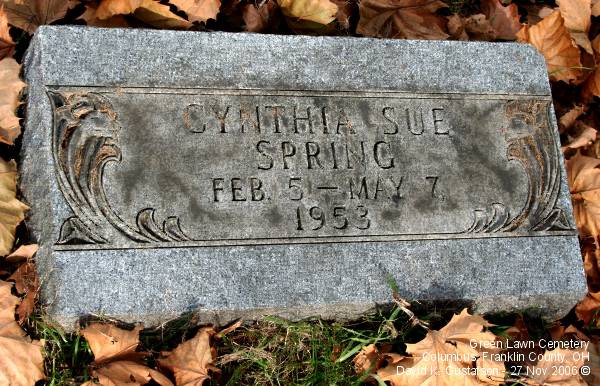 CYNTHIA SUE
SPRING
FEB. 5 – MAY 7,
1953
Green Lawn Cemetery
Columbus, Franklin County, OH
David K. Gustafson - 27 Nov 2006 ©